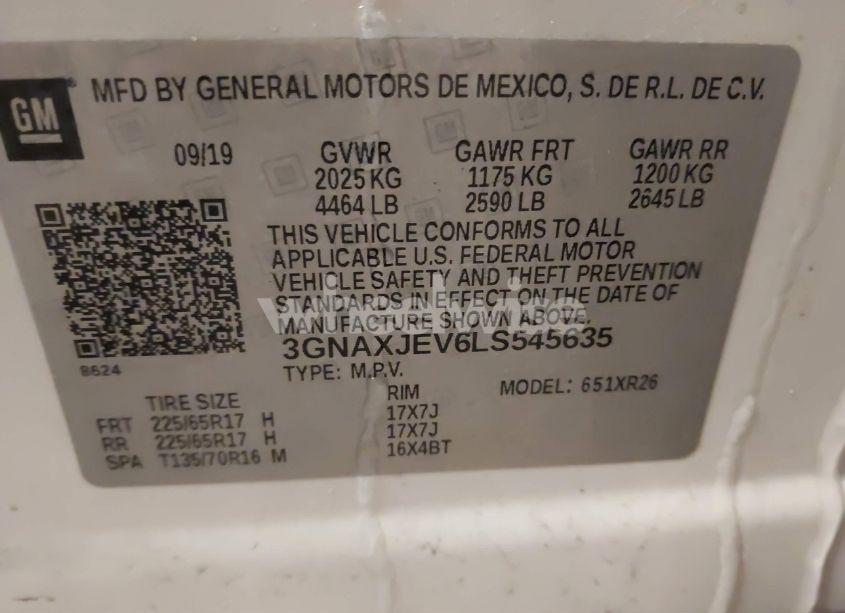 GM
MFD BY GENERAL MOTORS DE MEXICO, S. DE R.L. DE C.V.
09/19 GVWR GAWR FRT GAWR RR
2025 KG 1175 KG 1200 KG
4464 LB 2590 LB 2645 LB
THIS VEHICLE CONFORMS TO ALL
APPLICABLE U.S. FEDERAL MOTOR
VEHICLE SAFETY AND THEFT PREVENTION
STANDARDS IN EFFECT ON THE DATE OF
MANUFACTURE SHOWN ABOVE.
3GNAXJEV6LS545635
8624
TYPE: M.P.V.
MODEL: 651XR26
TIRE SIZE RIM
FRT 225/65R17 H 17X7J
RR 225/65R17 H 17X7J
SPA T135/70R16 M 16X4BT